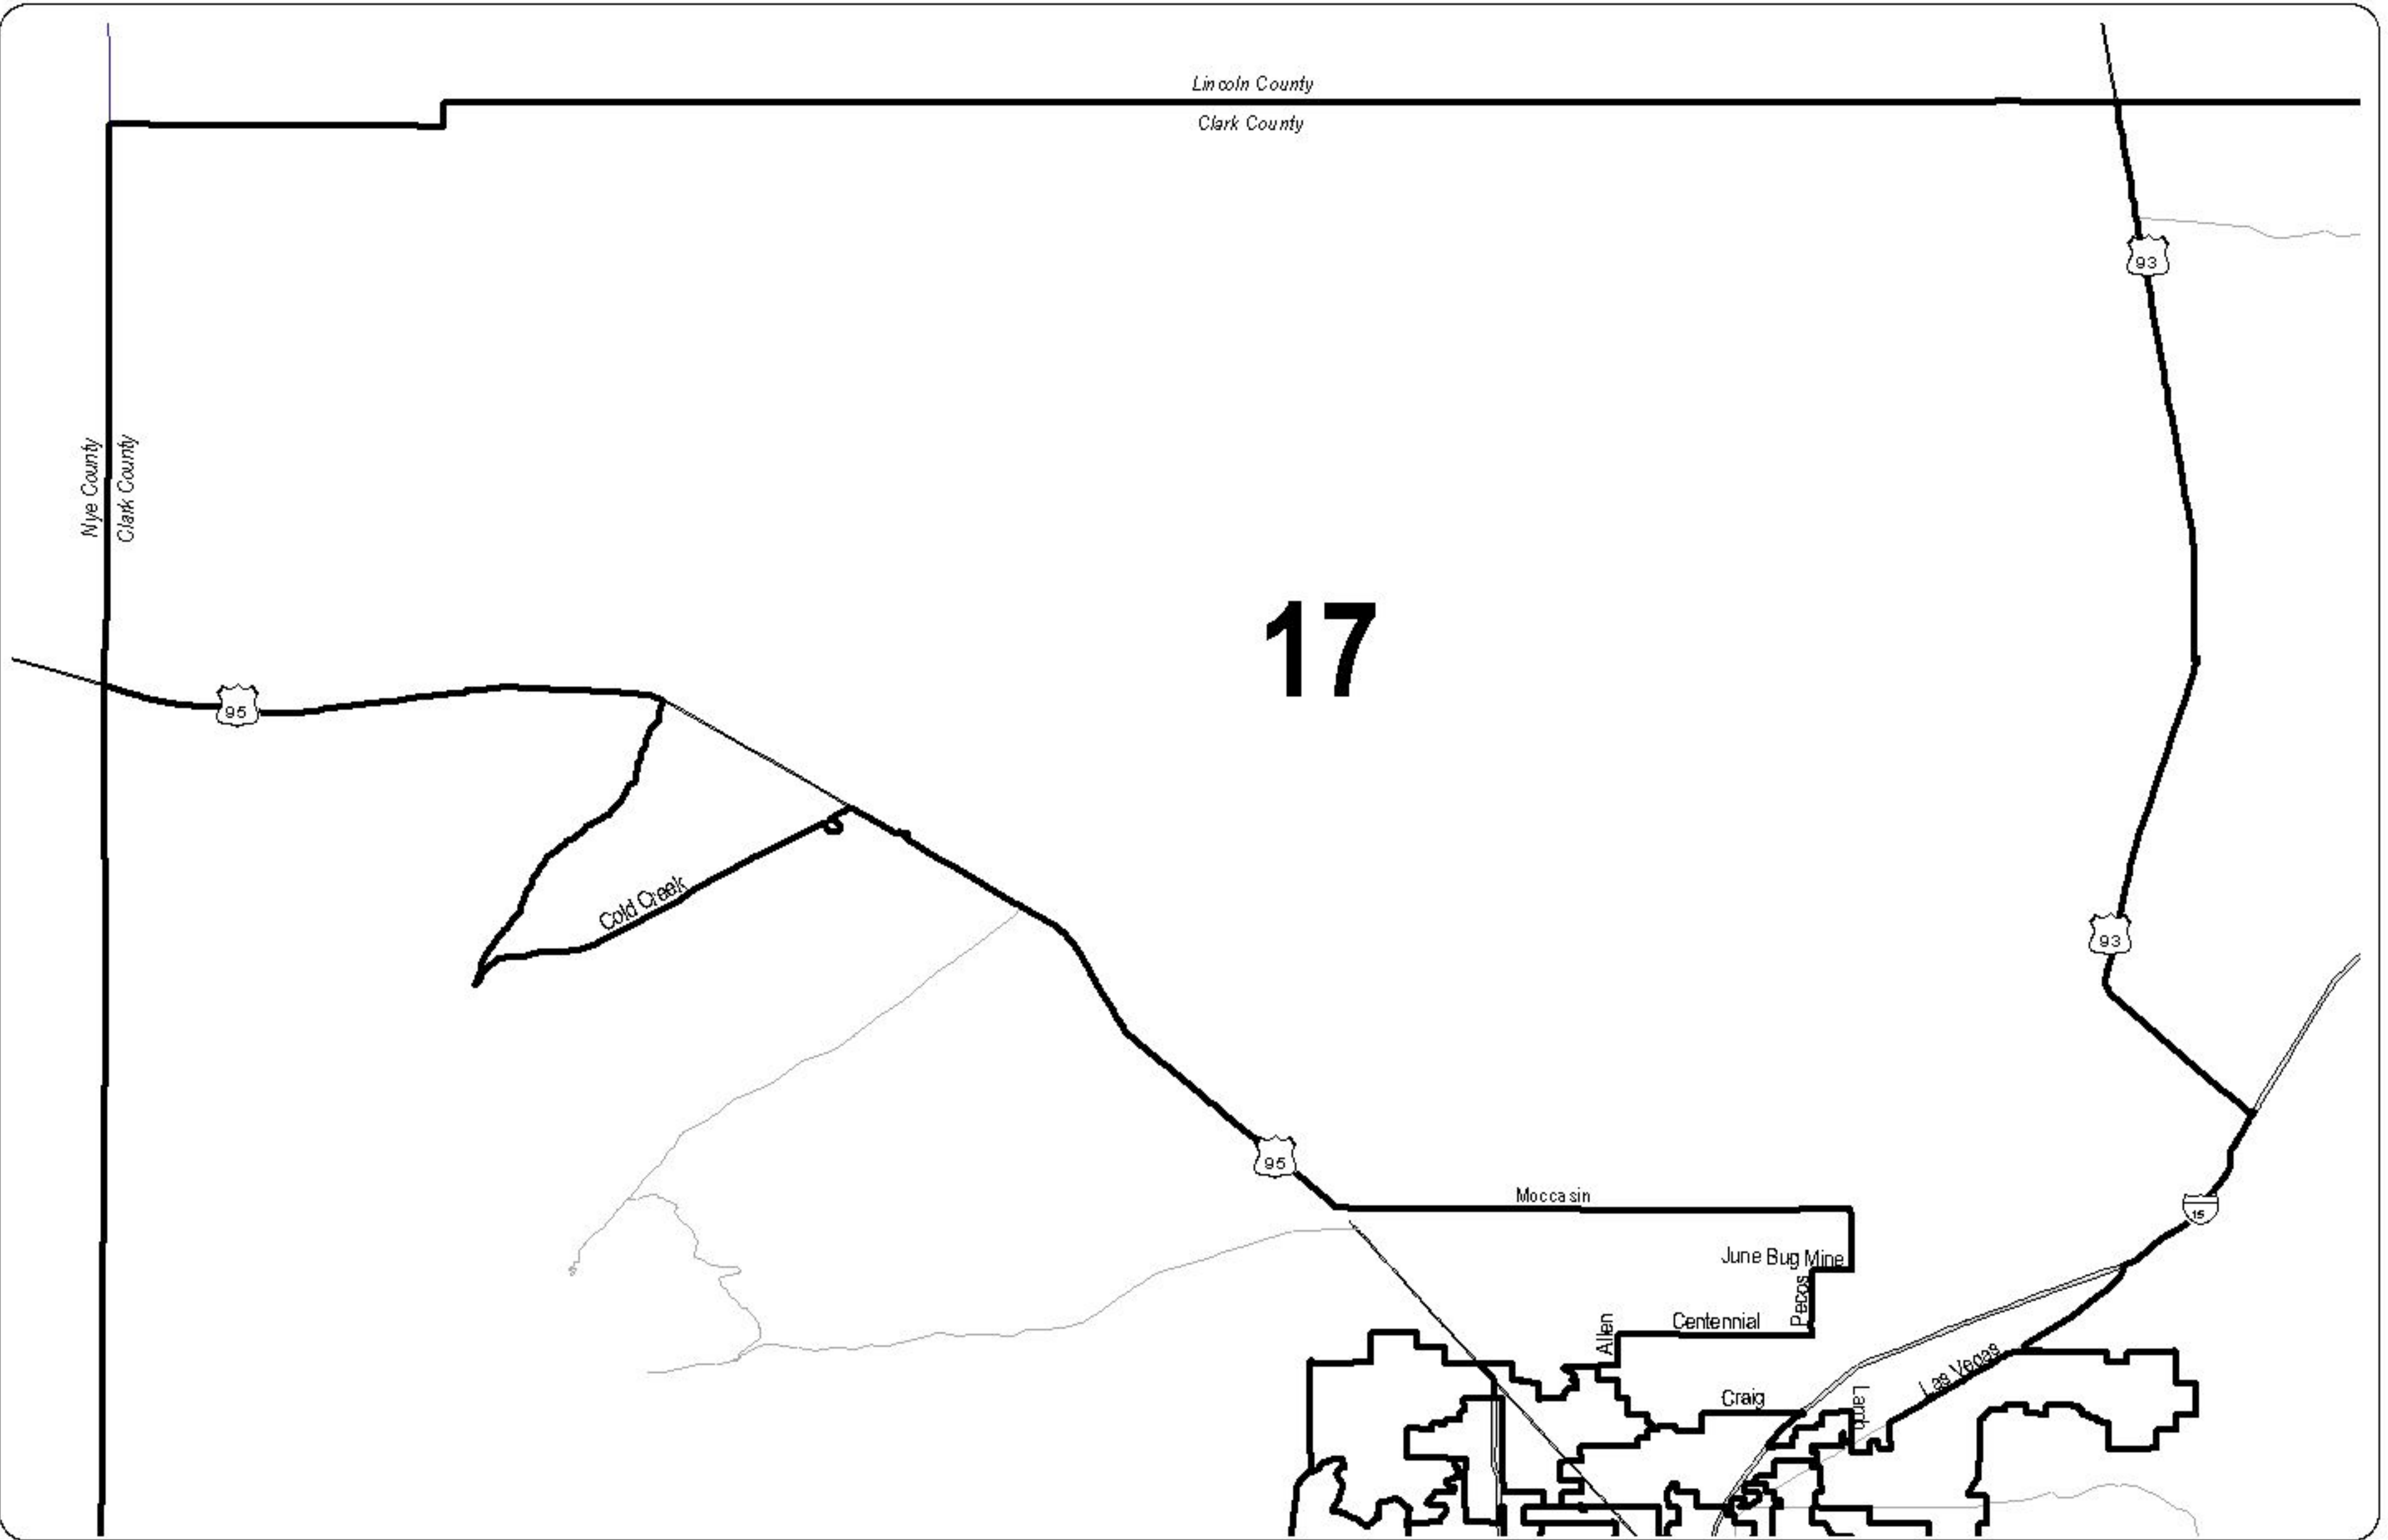 Lincoln County
Clark County
93
Nye County
Clark County
17
95
Cold Creek
93
95
Moccasin
15
June Bug Mine
Pecos
Centennial
Allen
Las Vegas
Craig
Lamb